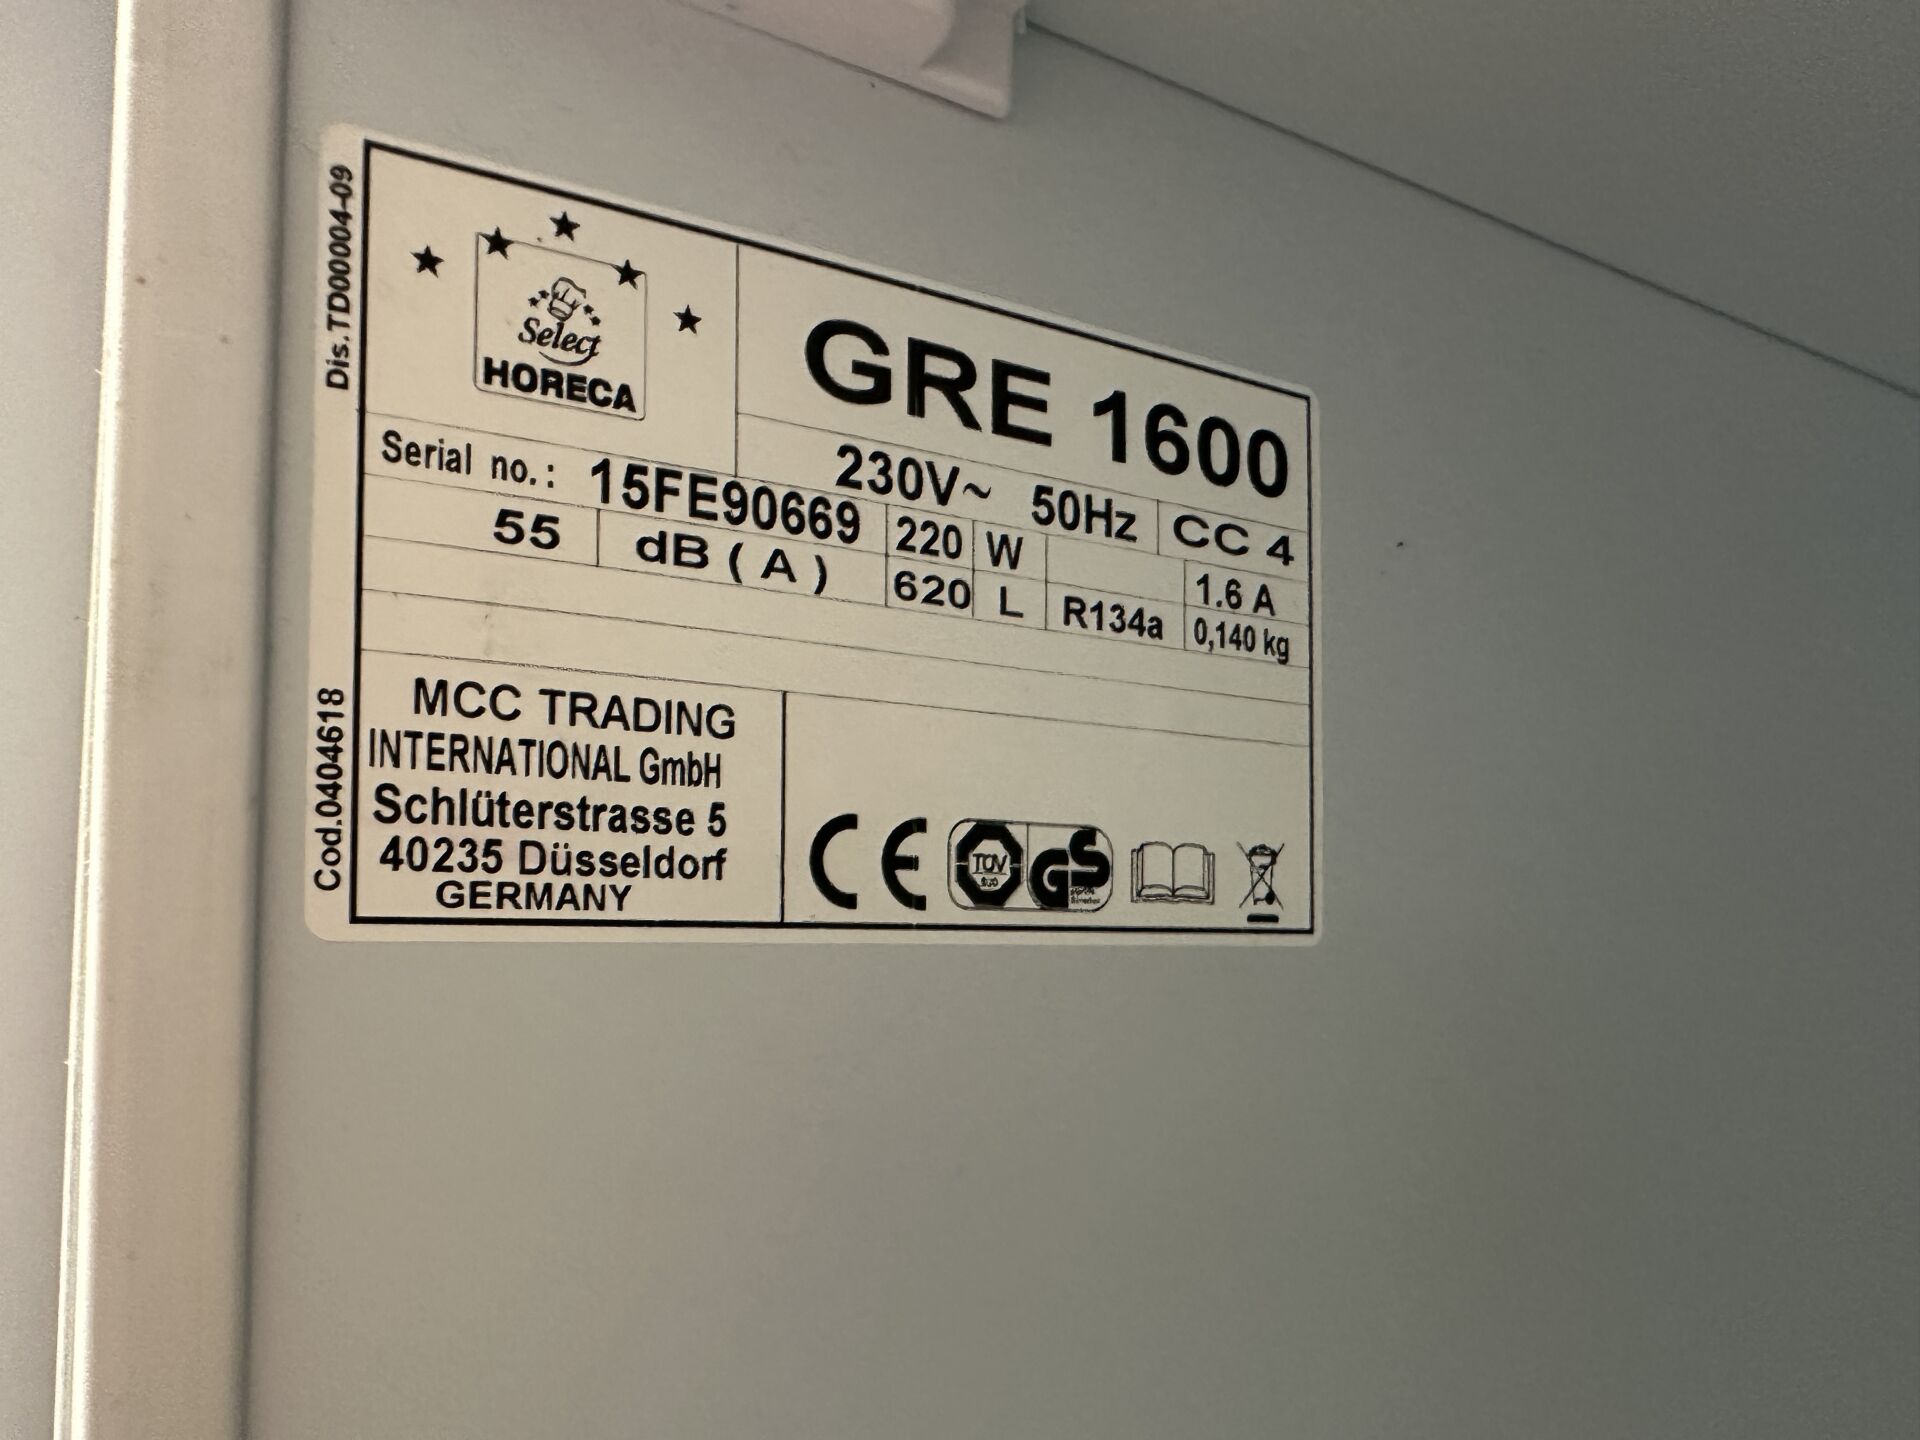 Dis.TD00004-09
Select
HORECA
GRE 1600
230V~ 50Hz CC 4
Serial no.: 15FE90669 220 W 1.6 A
55 dB ( A ) 620 L R134a 0,140 kg
Cod.0404618
MCC TRADING
INTERNATIONAL GmbH
Schlüterstrasse 5
40235 Düsseldorf
GERMANY
CE TÜV GS